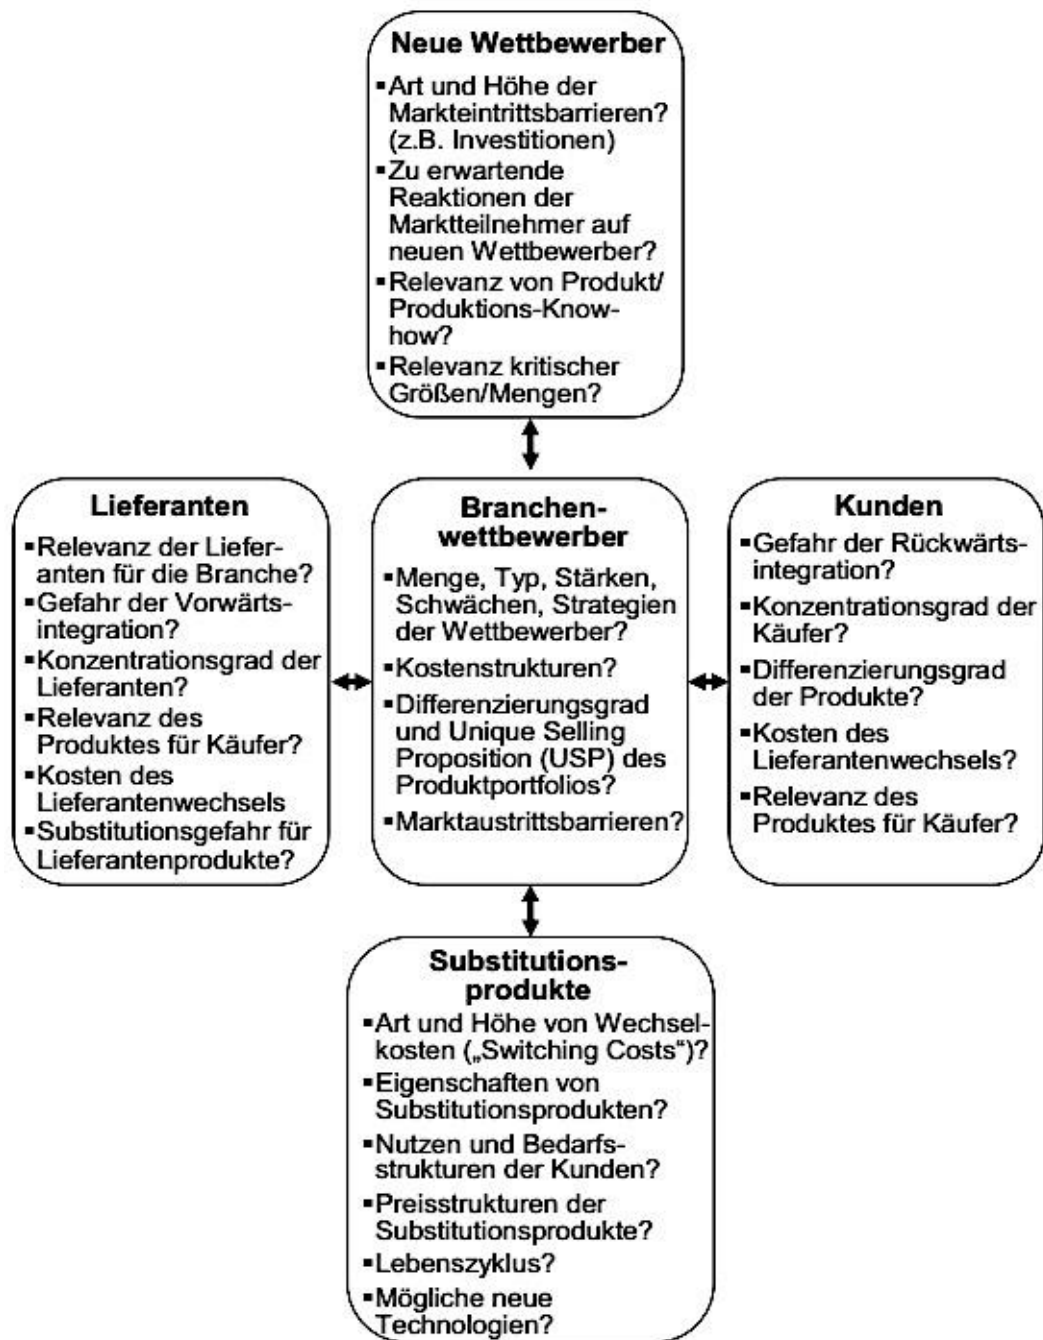 Neue Wettbewerber
▪Art und Höhe der
Markteintrittsbarrieren?
(z.B. Investitionen)
▪Zu erwartende
Reaktionen der
Marktteilnehmer auf
neuen Wettbewerber?
▪Relevanz von Produkt/
Produktions-Know-
how?
▪Relevanz kritischer
Größen/Mengen?
Lieferanten
▪Relevanz der Liefer-
anten für die Branche?
▪Gefahr der Vorwärts-
integration?
▪Konzentrationsgrad der
Lieferanten?
▪Relevanz des
Produktes für Käufer?
▪Kosten des
Lieferantenwechsels
▪Substitutionsgefahr für
Lieferantenprodukte?
Branchen-
wettbewerber
▪Menge, Typ, Stärken,
Schwächen, Strategien
der Wettbewerber?
▪Kostenstrukturen?
▪Differenzierungsgrad
und Unique Selling
Proposition (USP) des
Produktportfolios?
▪Marktaustrittsbarrieren?
Kunden
▪Gefahr der Rückwärts-
integration?
▪Konzentrationsgrad der
Käufer?
▪Differenzierungsgrad
der Produkte?
▪Kosten des
Lieferantenwechsels?
▪Relevanz des
Produktes für Käufer?
Substitutions-
produkte
▪Art und Höhe von Wechsel-
kosten („Switching Costs“)?
▪Eigenschaften von
Substitutionsprodukten?
▪Nutzen und Bedarfs-
strukturen der Kunden?
▪Preisstrukturen der
Substitutionsprodukte?
▪Lebenszyklus?
▪Mögliche neue
Technologien?